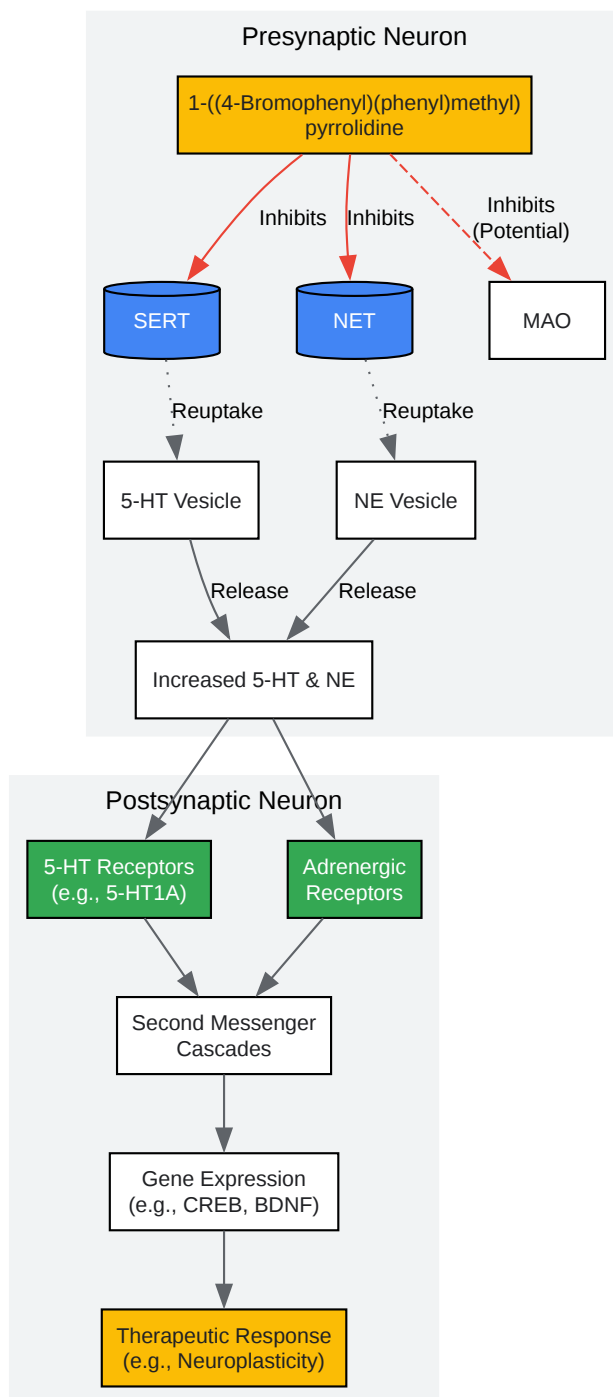 Presynaptic Neuron
1-((4-Bromophenyl)(phenyl)methyl)
pyrrolidine
Inhibits
Inhibits
Inhibits
(Potential)
SERT
NET
MAO
Reuptake
Reuptake
5-HT Vesicle
NE Vesicle
Release
Release
Increased 5-HT & NE
Postsynaptic Neuron
5-HT Receptors
(e.g., 5-HT1A)
Adrenergic
Receptors
Second Messenger
Cascades
Gene Expression
(e.g., CREB, BDNF)
Therapeutic Response
(e.g., Neuroplasticity)